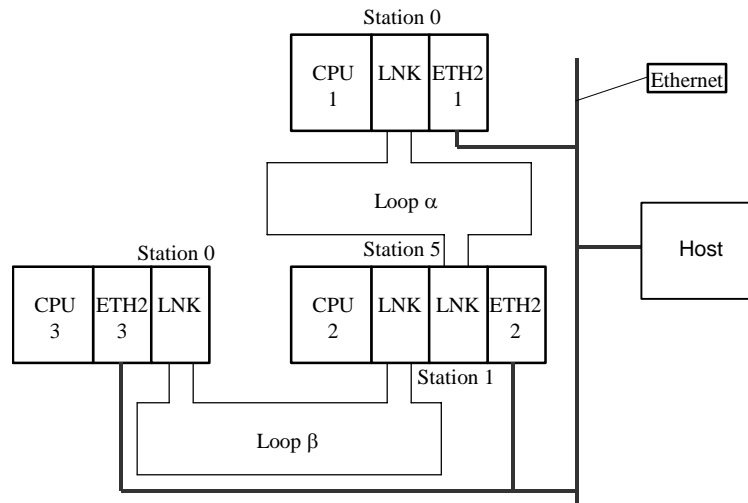 Station 0
CPU
1
LNK
ETH2
1
Ethernet
Loop α
Host
Station 0
Station 5
CPU
3
ETH2
3
LNK
CPU
2
LNK
LNK
ETH2
2
Station 1
Loop β